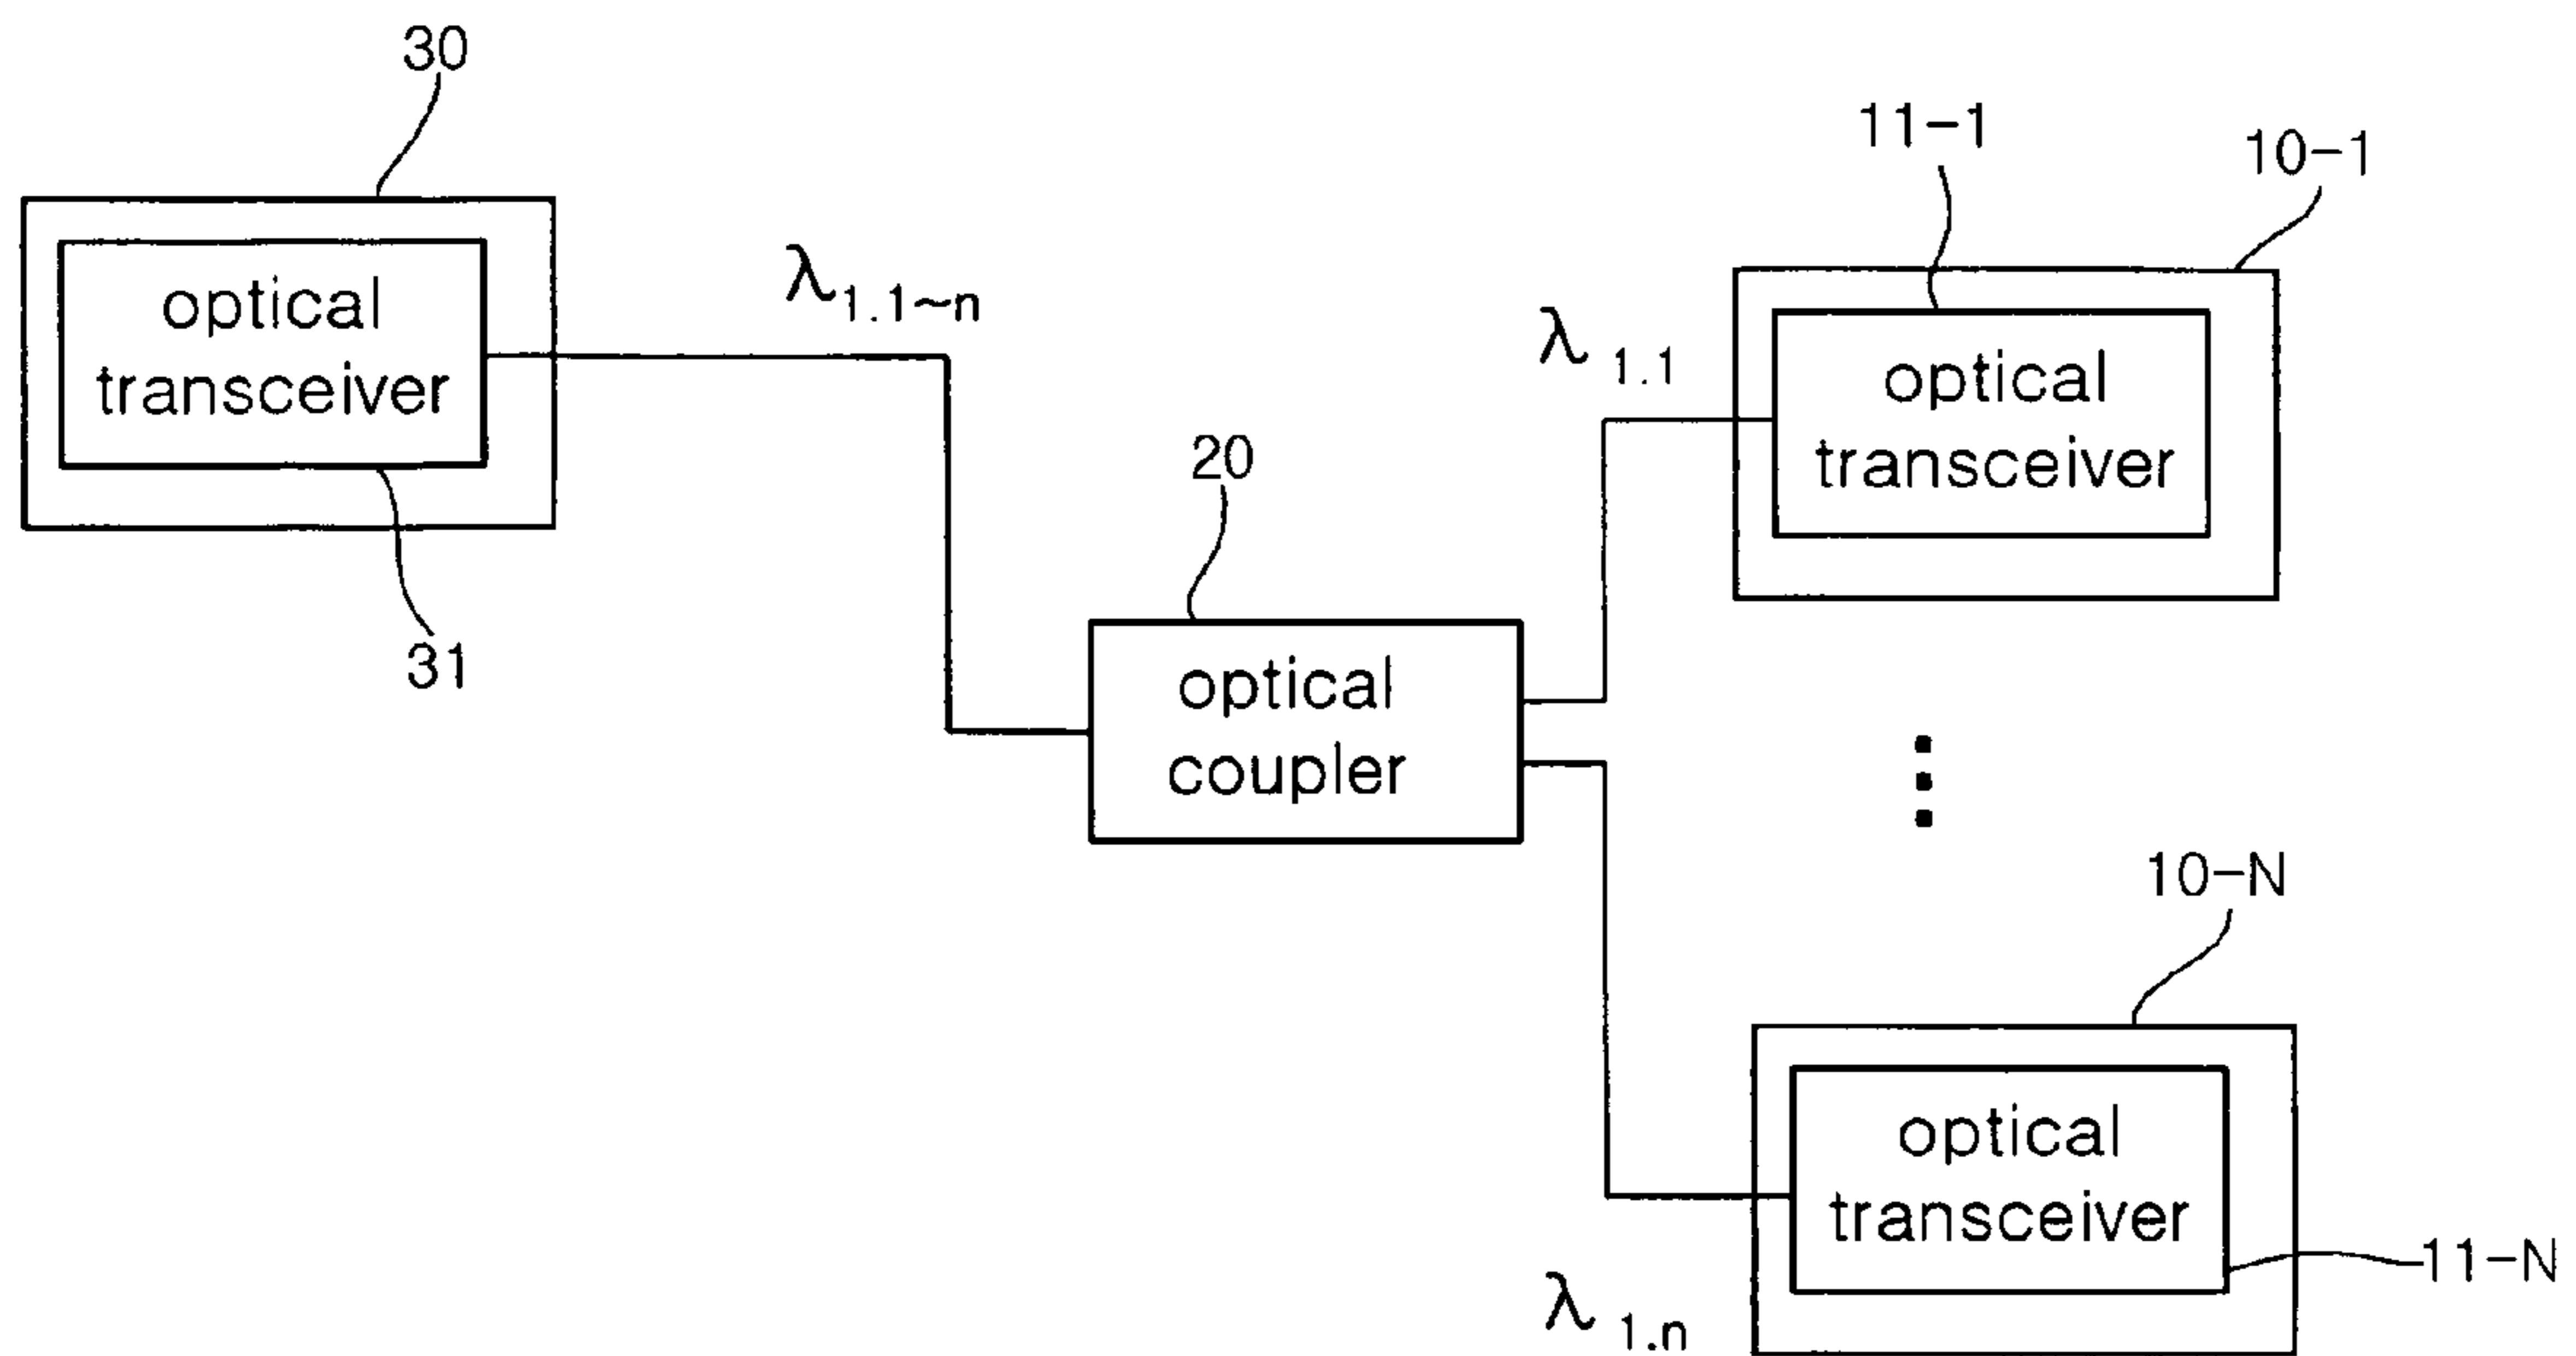 30
optical
transceiver
31
λ1.1~n
20
optical
coupler
λ 1.1
11-1
10-1
optical
transceiver
10-N
optical
transceiver
11-N
λ 1.n